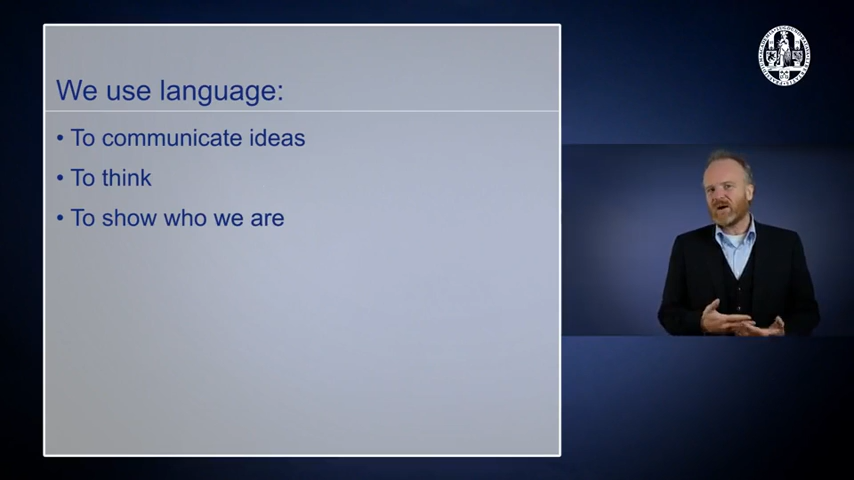 We use language:
• To communicate ideas
• To think
• To show who we are